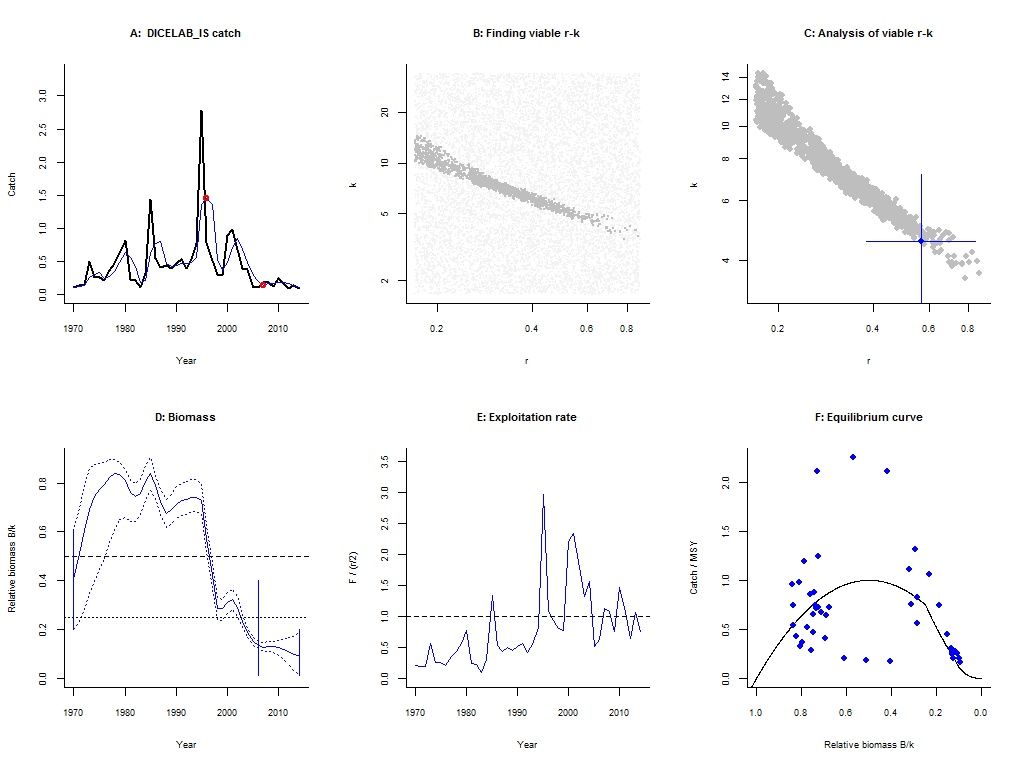 A: DICELAB_IS catch
Catch
0.0 0.5 1.0 1.5 2.0 2.5 3.0
1970 1980 1990 2000 2010
Year
B: Finding viable r-k
k
2 5 10 20
0.2 0.4 0.6 0.8
r
C: Analysis of viable r-k
k
4 6 8 10 12 14
0.2 0.4 0.6 0.8
r
D: Biomass
Relative biomass B/k
0.0 0.2 0.4 0.6 0.8
1970 1980 1990 2000 2010
Year
E: Exploitation rate
F / (r/2)
0.0 0.5 1.0 1.5 2.0 2.5 3.0 3.5
1970 1980 1990 2000 2010
Year
F: Equilibrium curve
Catch / MSY
0.0 0.5 1.0 1.5 2.0
1.0 0.8 0.6 0.4 0.2 0.0
Relative biomass B/k